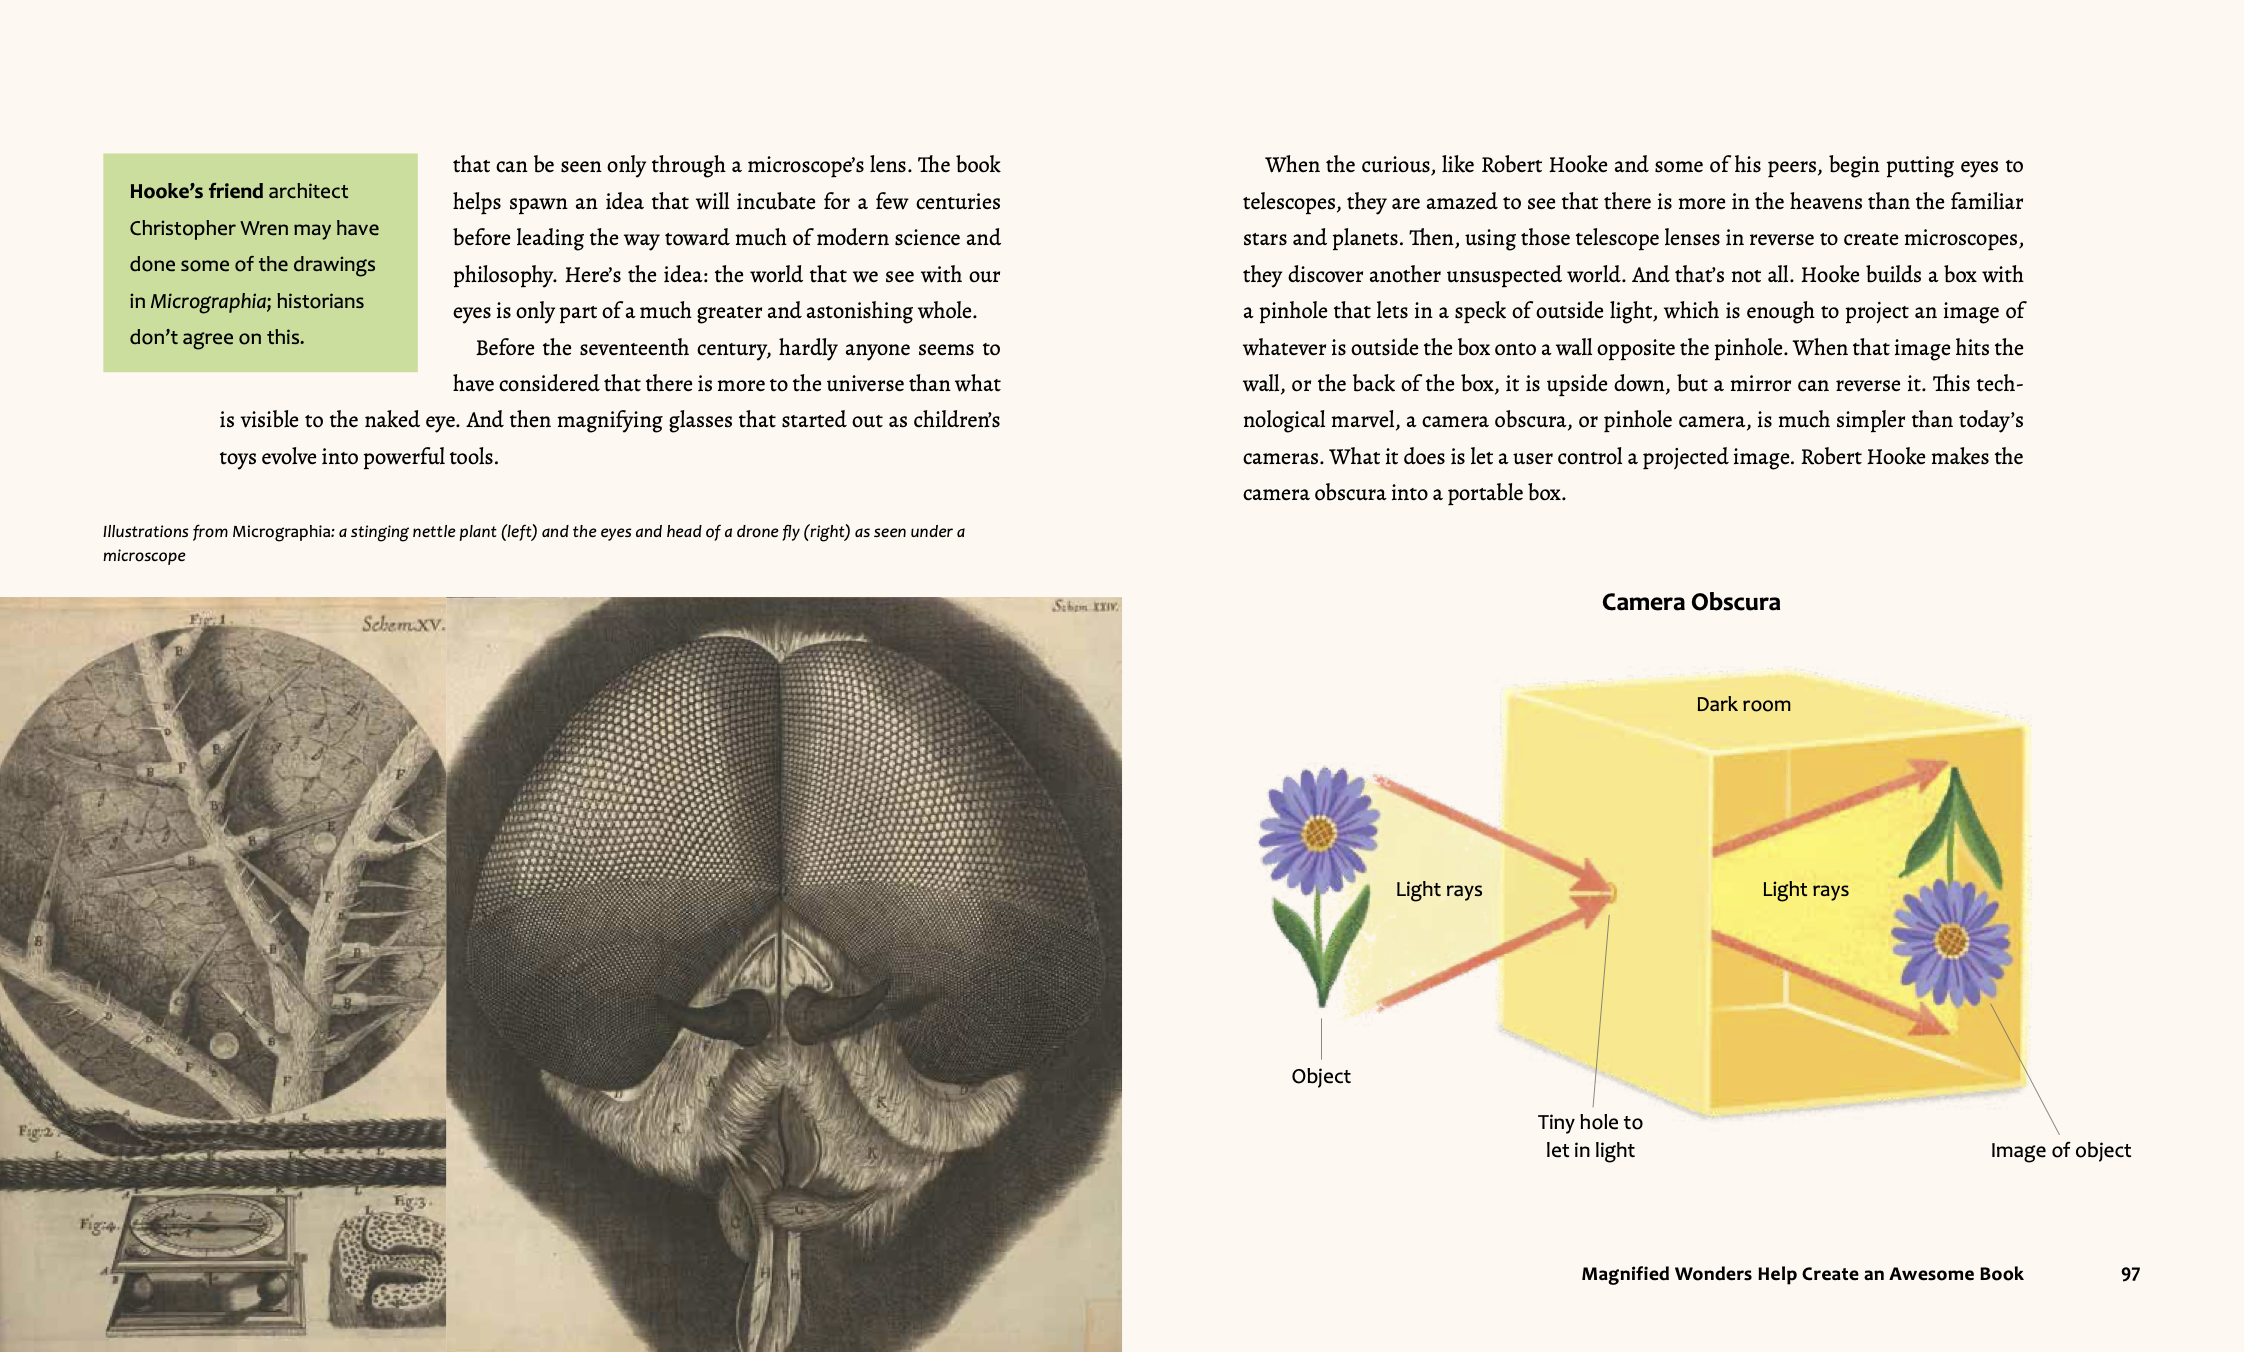 Hooke's friend architect
Christopher Wren may have
done some of the drawings
in Micrographia; historians
don't agree on this.
that can be seen only through a microscope's lens. The book
helps spawn an idea that will incubate for a few centuries
before leading the way toward much of modern science and
philosophy. Here's the idea: the world that we see with our
eyes is only part of a much greater and astonishing whole.
Before the seventeenth century, hardly anyone seems to
have considered that there is more to the universe than what
is visible to the naked eye. And then magnifying glasses that started out as children's
toys evolve into powerful tools.
Illustrations from Micrographia: a stinging nettle plant (left) and the eyes and head of a drone fly (right) as seen under a
microscope
Fig:1.
Schem.XV.
Fig:2
Fig:3.
Fig:4.
Schem. XXIV.
When the curious, like Robert Hooke and some of his peers, begin putting eyes to
telescopes, they are amazed to see that there is more in the heavens than the familiar
stars and planets. Then, using those telescope lenses in reverse to create microscopes,
they discover another unsuspected world. And that's not all. Hooke builds a box with
a pinhole that lets in a speck of outside light, which is enough to project an image of
whatever is outside the box onto a wall opposite the pinhole. When that image hits the
wall, or the back of the box, it is upside down, but a mirror can reverse it. This tech-
nological marvel, a camera obscura, or pinhole camera, is much simpler than today's
cameras. What it does is let a user control a projected image. Robert Hooke makes the
camera obscura into a portable box.
Camera Obscura
Dark room
Light rays
Light rays
Object
Tiny hole to
let in light
Image of object
Magnified Wonders Help Create an Awesome Book 97